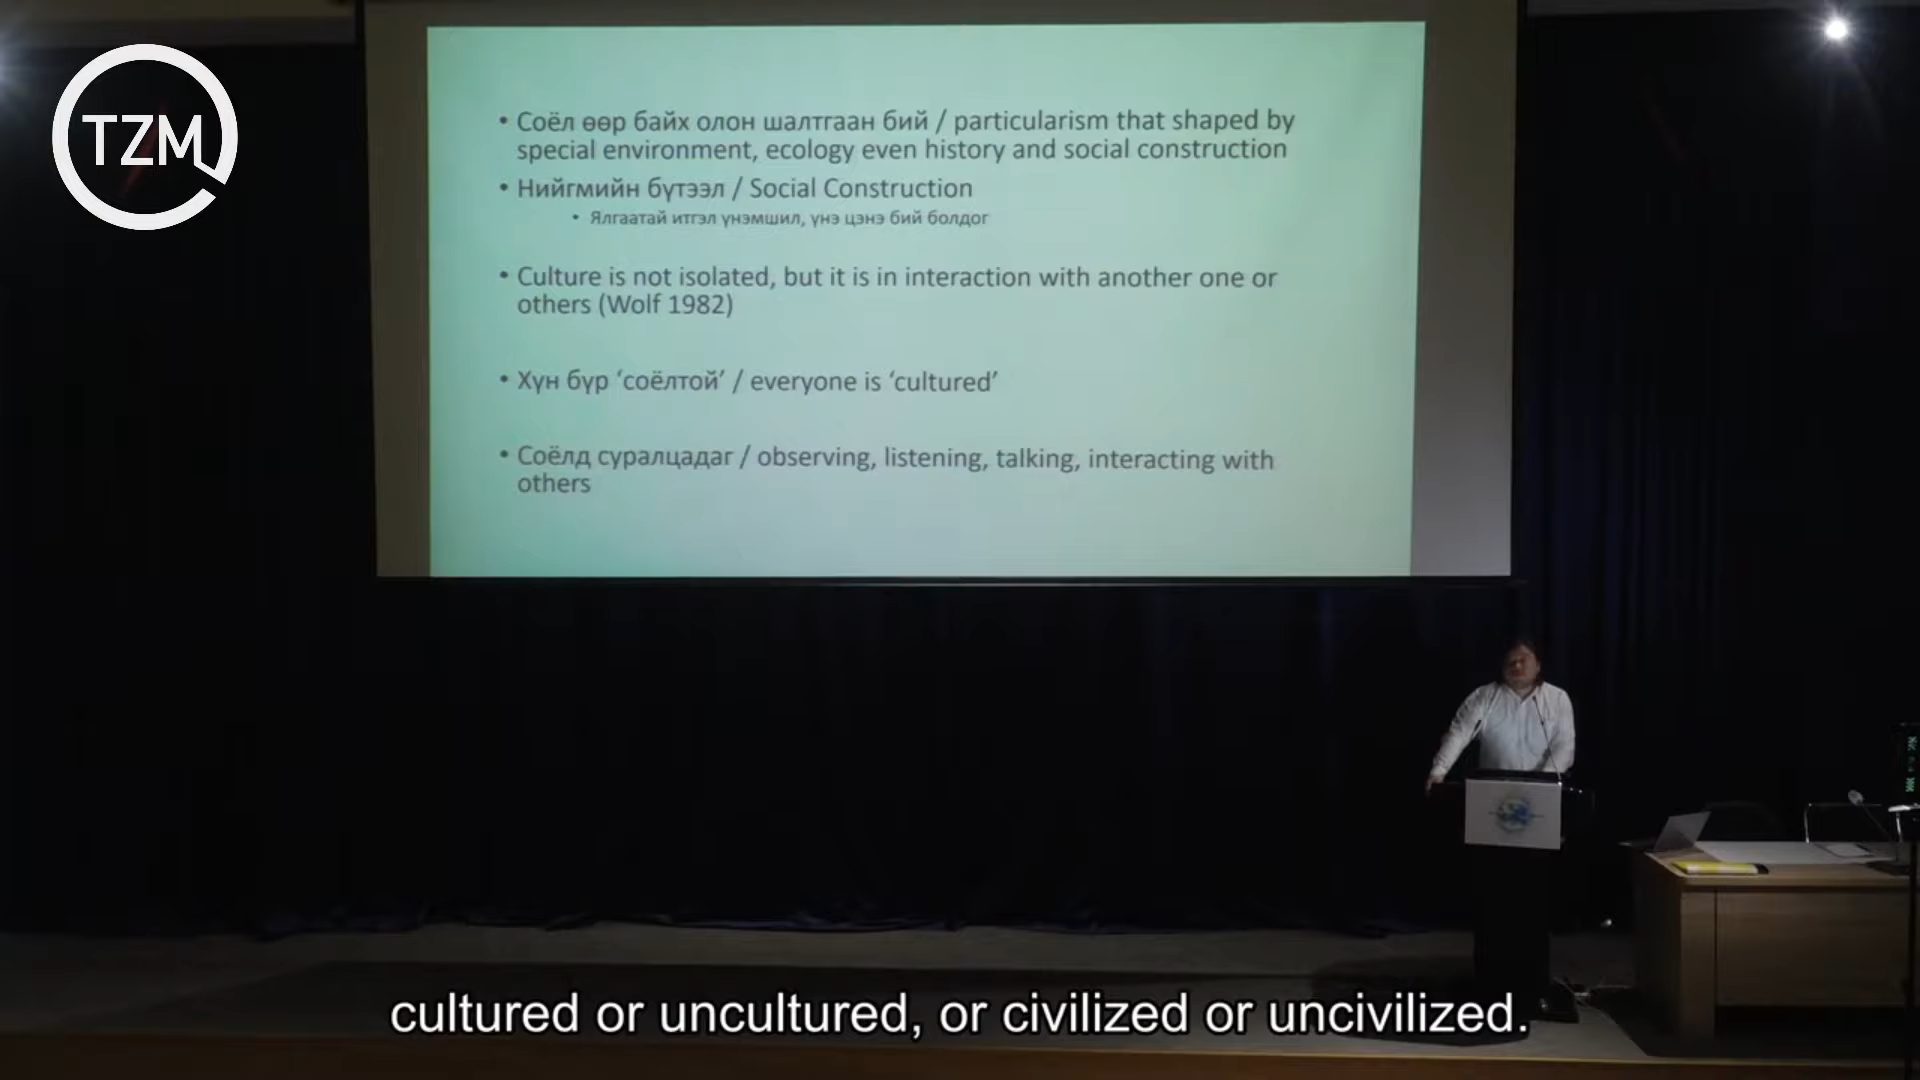 TZM
• Соёл өөр байх олон шалтгаан бий / particularism that shaped by
special environment, ecology even history and social construction
• Нийгмийн бүтээл / Social Construction
• Ялгаатай итгэл үнэмшил, үнэ цэнэ бий болдог
• Culture is not isolated, but it is in interaction with another one or
others (Wolf 1982)
• Хүн бүр ‘соёлтой’ / everyone is ‘cultured’
• Соёлд суралцадаг / observing, listening, talking, interacting with
others
cultured or uncultured, or civilized or uncivilized.